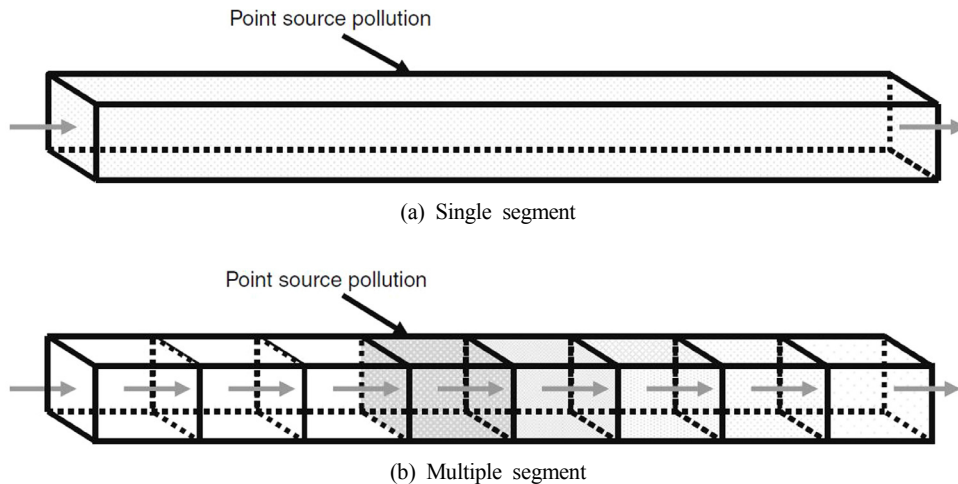 Point source pollution
(a) Single segment
Point source pollution
(b) Multiple segment